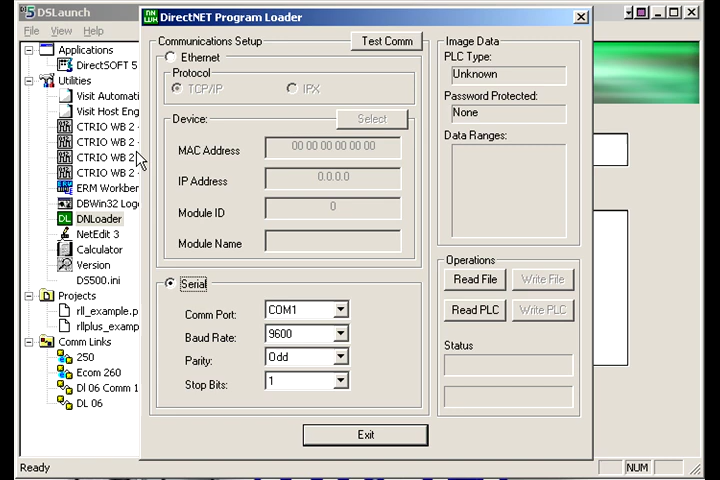 DSLaunch
File View Help
Applications
DirectSOFT 5
Utilities
Visit Automati
Visit Host Eng
CTRIO WB 2
CTRIO WB 2
CTRIO WB 2
CTRIO WB 2
ERM Workber
DBWin32 Log
DNLoader
NetEdit 3
Calculator
Version
DS500.ini
Projects
rll_example.p
rllplus_examp
Comm Links
250
Ecom 260
Dl 06 Comm 1
DL 06
Ready
NUM
DirectNET Program Loader
Communications Setup
Test Comm
Ethernet
Protocol
TCP/IP
IPX
Device:
Select
MAC Address
00 00 00 00 00 00
IP Address
0.0.0.0
Module ID
0
Module Name
Serial
Comm Port:
COM1
Baud Rate:
9600
Parity:
Odd
Stop Bits:
1
Image Data
PLC Type:
Unknown
Password Protected:
None
Data Ranges:
Operations
Read File
Write File
Read PLC
Write PLC
Status
Exit